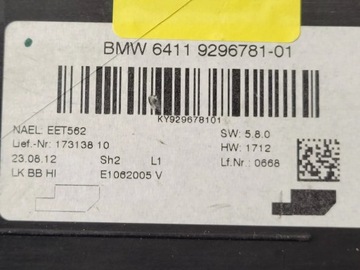 BMW 6411 9296781-01
KY929678101
NAEL: EET562
Lief.-Nr: 173138 10
23.08.12 Sh2 L1
LK BB HI E1062005 V
SW: 5.8.0
HW: 1712
Lf.Nr.: 0668